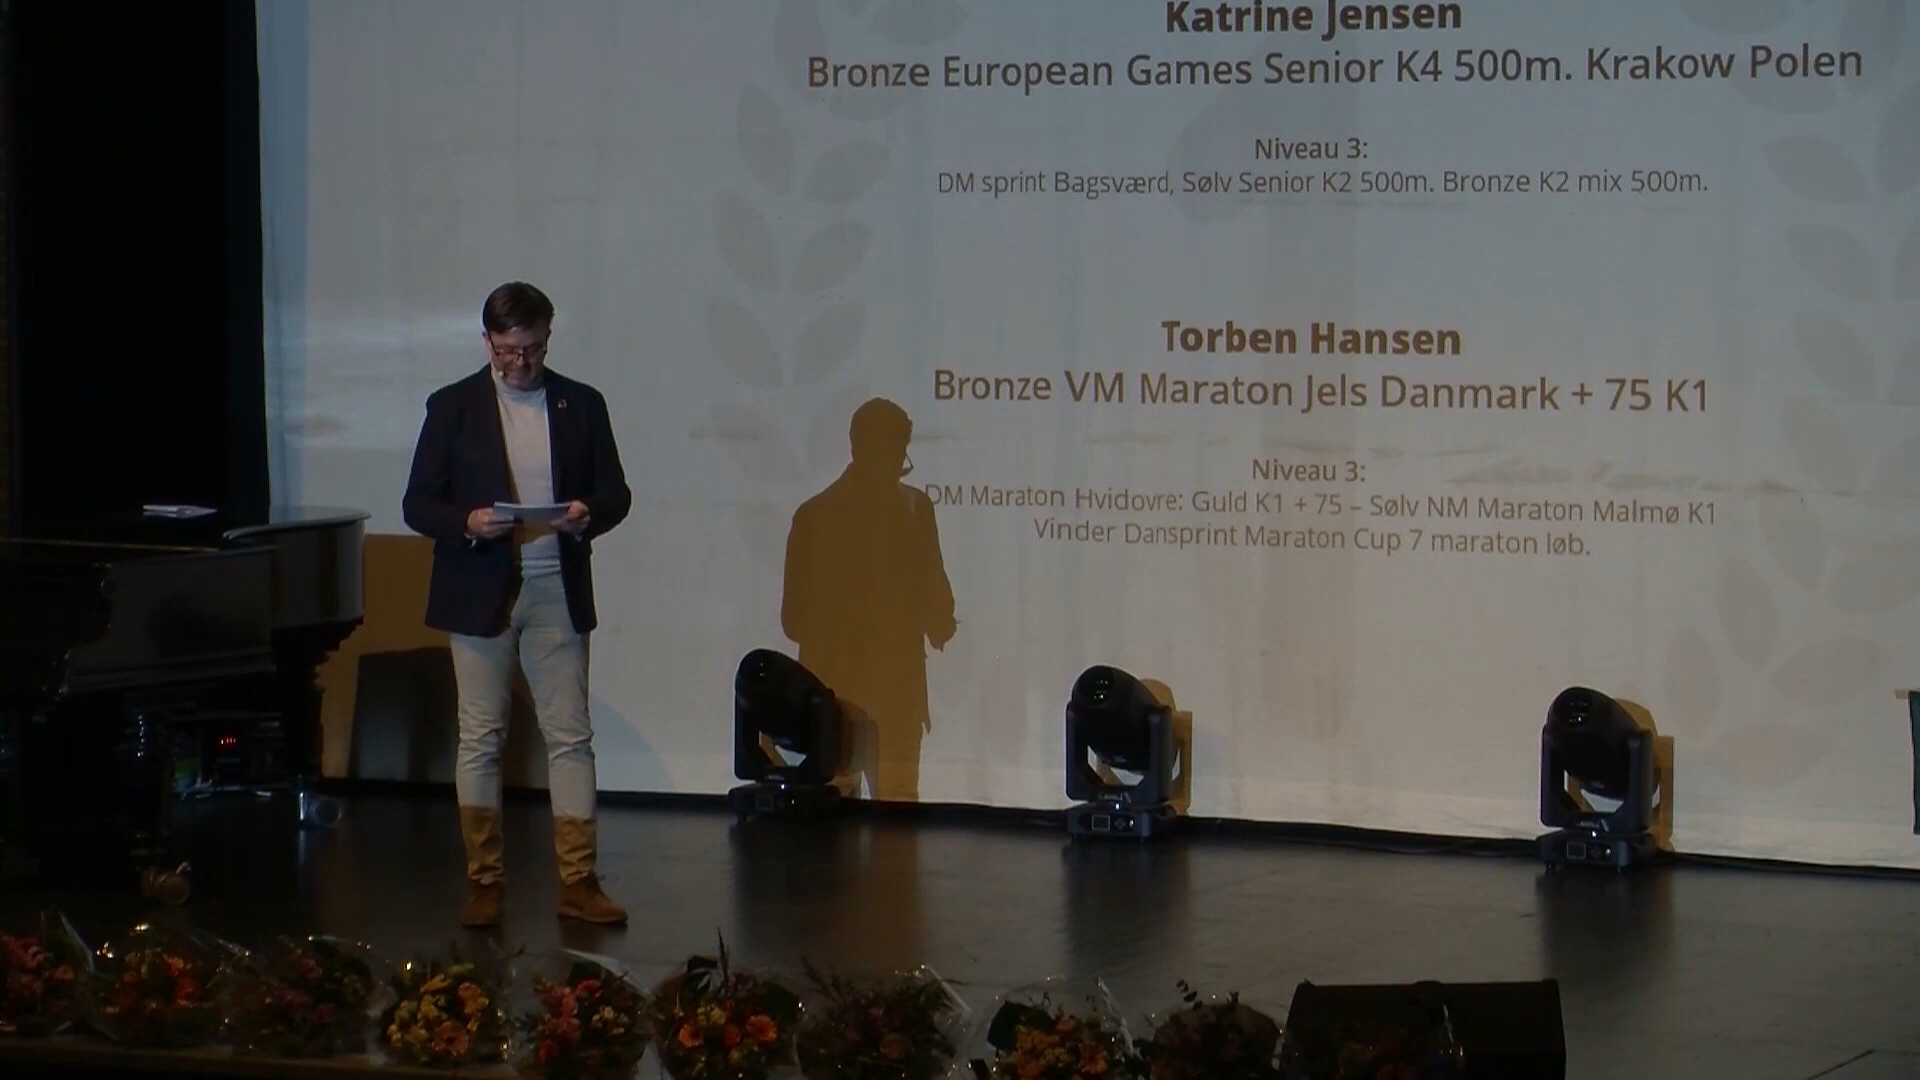 Katrine Jensen
Bronze European Games Senior K4 500m. Krakow Polen
Niveau 3:
DM sprint Bagsværd, Sølv Senior K2 500m. Bronze K2 mix 500m.
Torben Hansen
Bronze VM Maraton Jels Danmark + 75 K1
Niveau 3:
DM Maraton Hvidovre: Guld K1 + 75 – Sølv NM Maraton Malmø K1
Vinder Dansprint Maraton Cup 7 maraton løb.